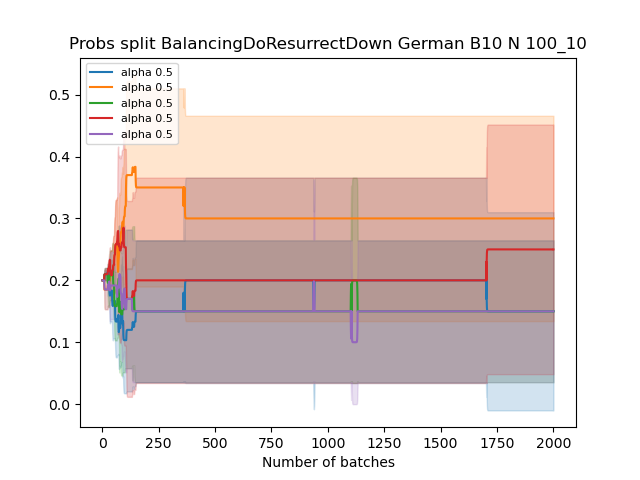 Probs split BalancingDoResurrectDown German B10 N 100_10
alpha 0.5
alpha 0.5
alpha 0.5
alpha 0.5
alpha 0.5
0.5
0.4
0.3
0.2
0.1
0.0
0 250 500 750 1000 1250 1500 1750 2000
Number of batches